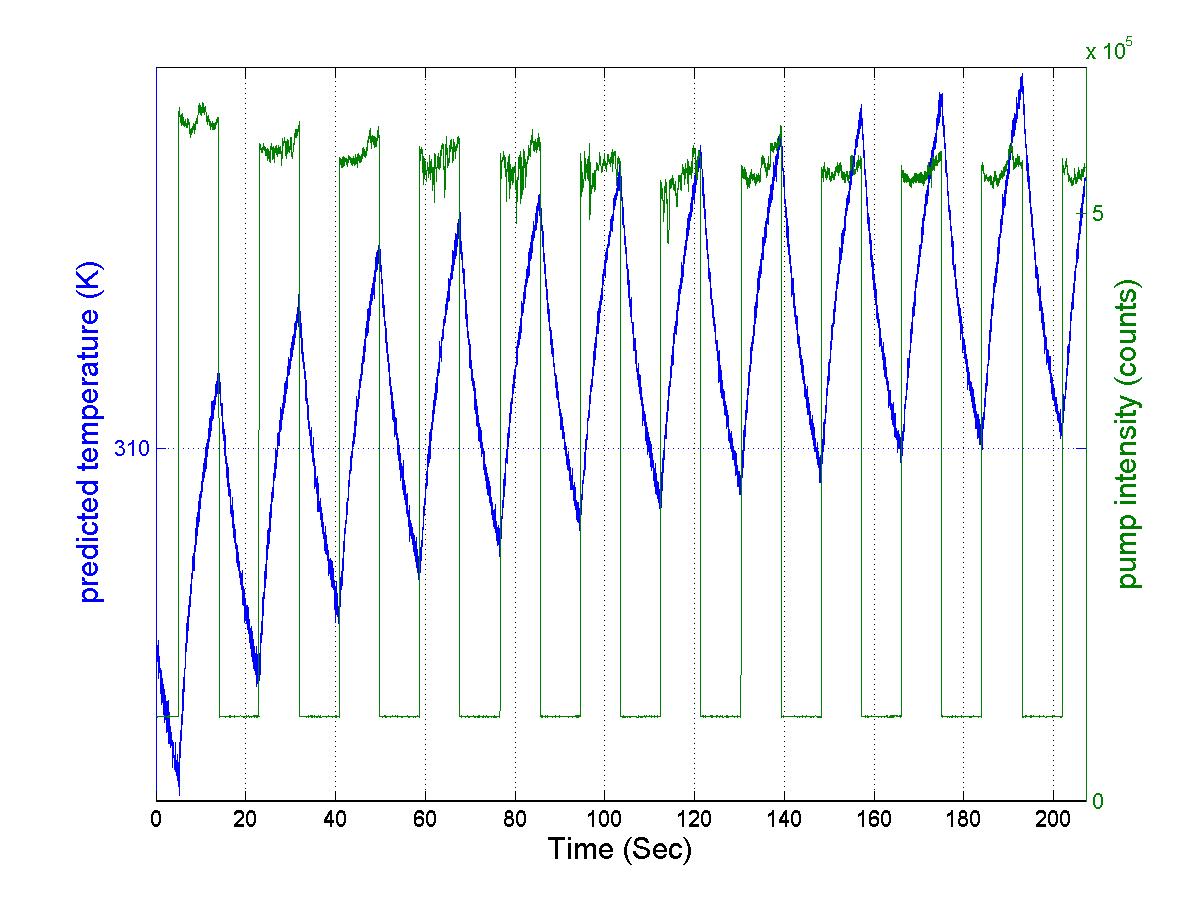 x 10^5
predicted temperature (K)
310
5
0
pump intensity (counts)
0 20 40 60 80 100 120 140 160 180 200
Time (Sec)